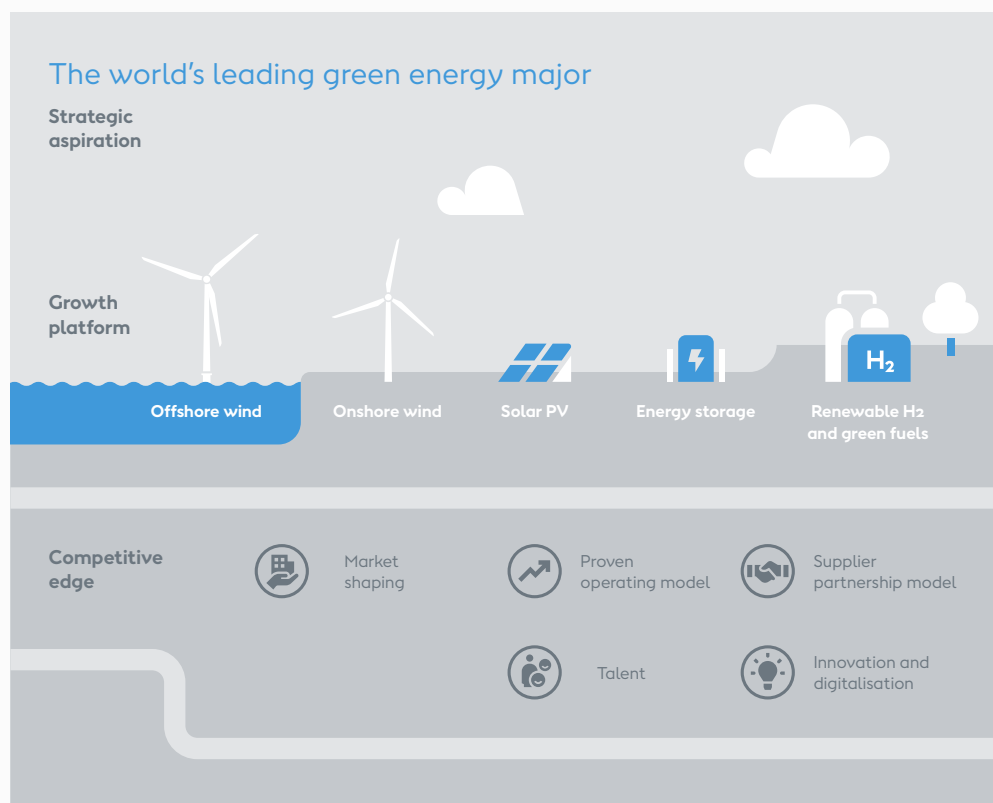 The world's leading green energy major
Strategic
aspiration
Growth
platform
H₂
Offshore wind
Onshore wind
Solar PV
Energy storage
Renewable H2
and green fuels
Competitive
edge
Market
shaping
Proven
operating model
Supplier
partnership model
Talent
Innovation and
digitalisation